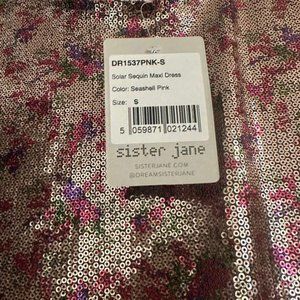 DR1537PNK-S
Solar Sequin Maxi Dress
Color: Seashell Pink
Size: S
5 059871 021244
sister jane
SISTERJANE.COM
@DREAMSISTERJANE